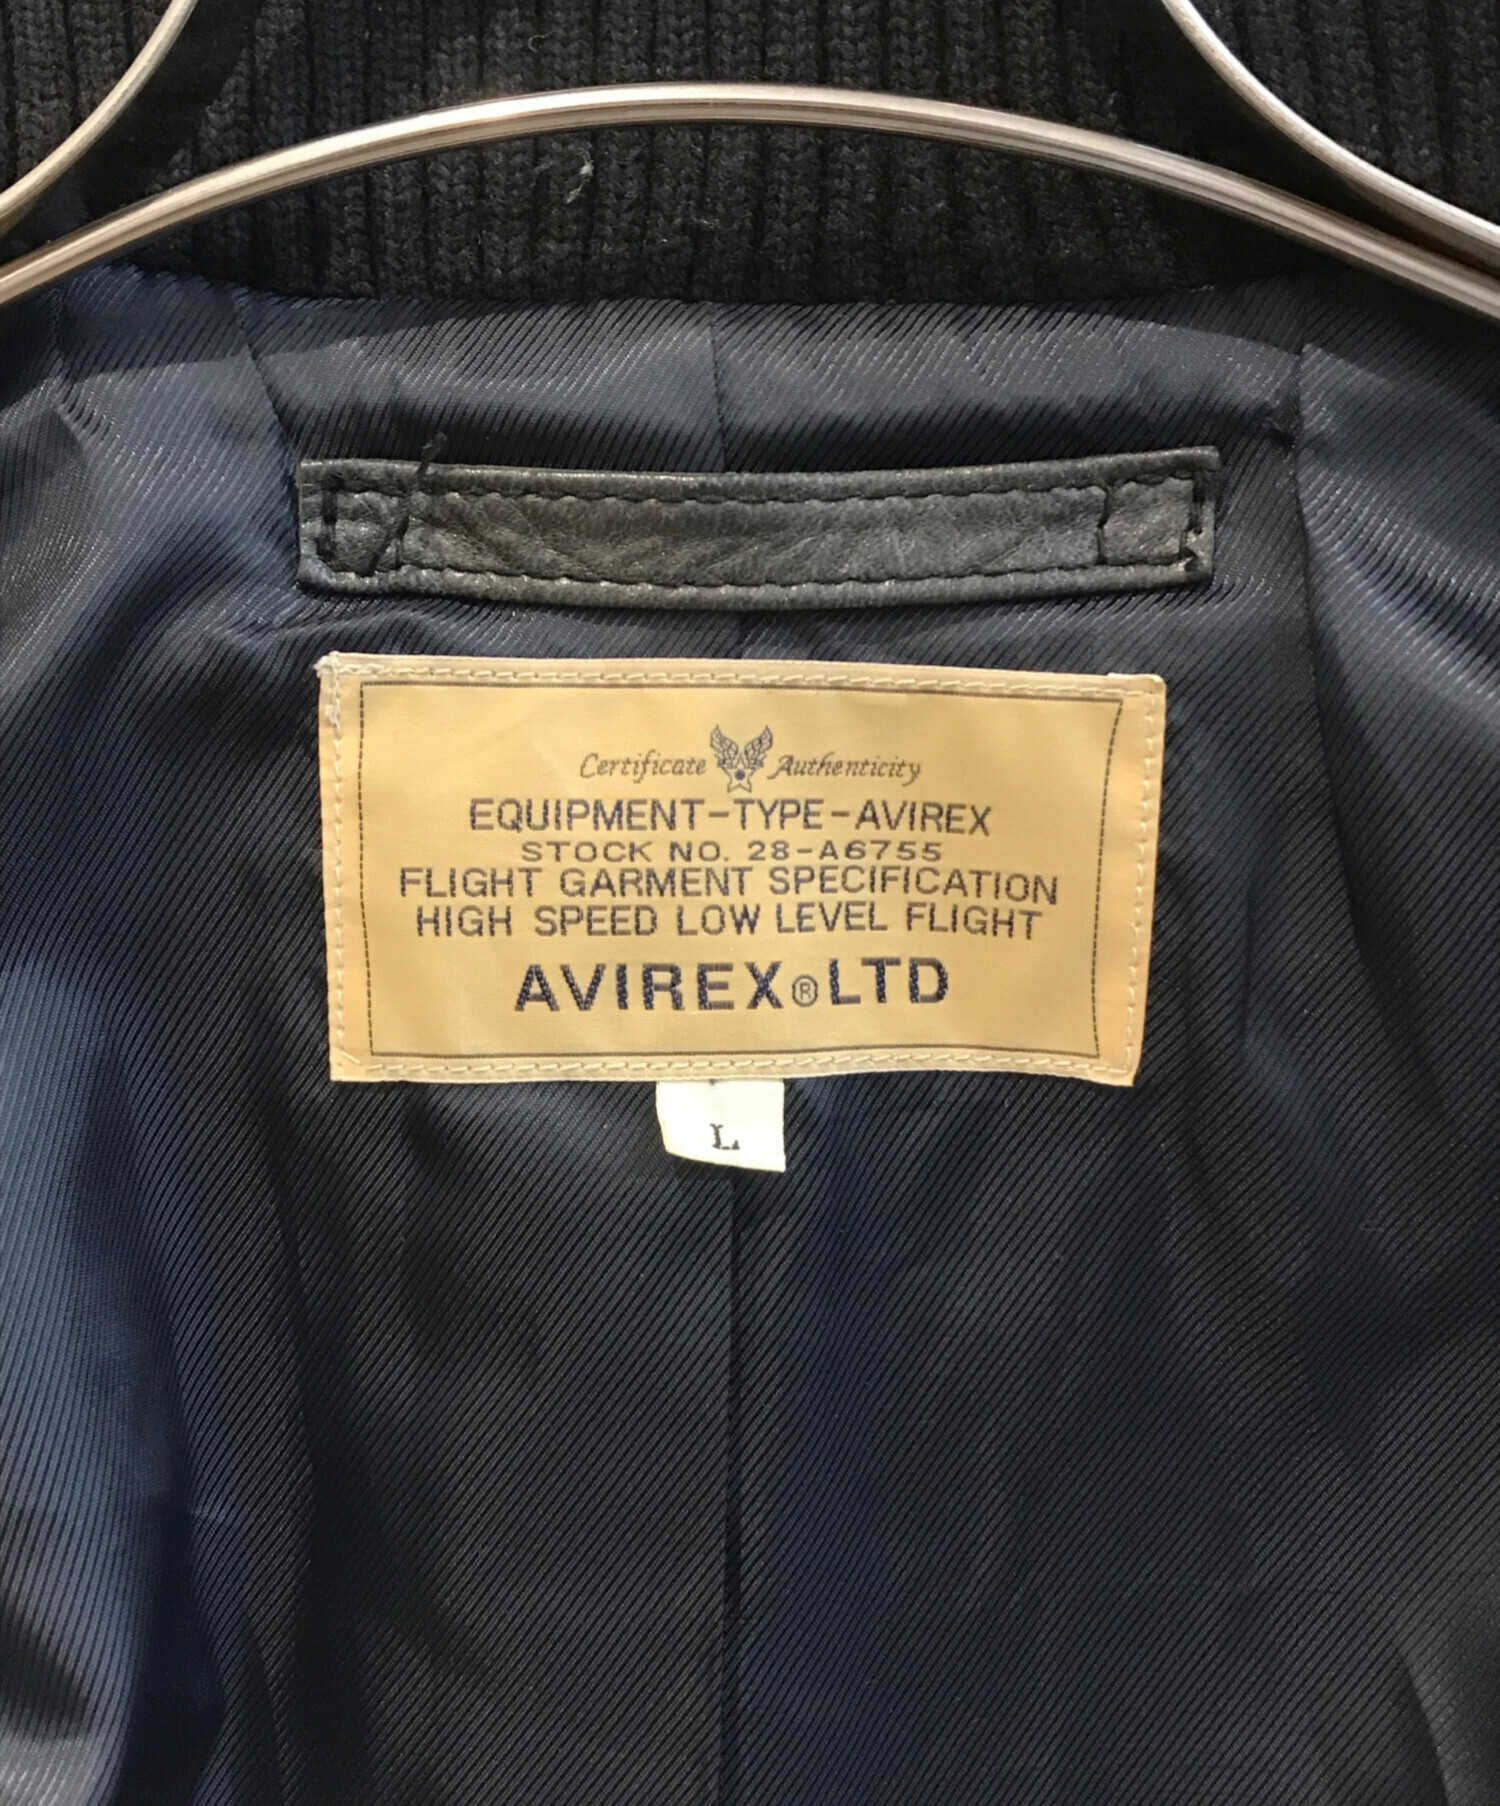 Certificate Authenticity
EQUIPMENT-TYPE-AVIREX
STOCK NO. 28-A6755
FLIGHT GARMENT SPECIFICATION
HIGH SPEED LOW LEVEL FLIGHT
AVIREX®LTD
L